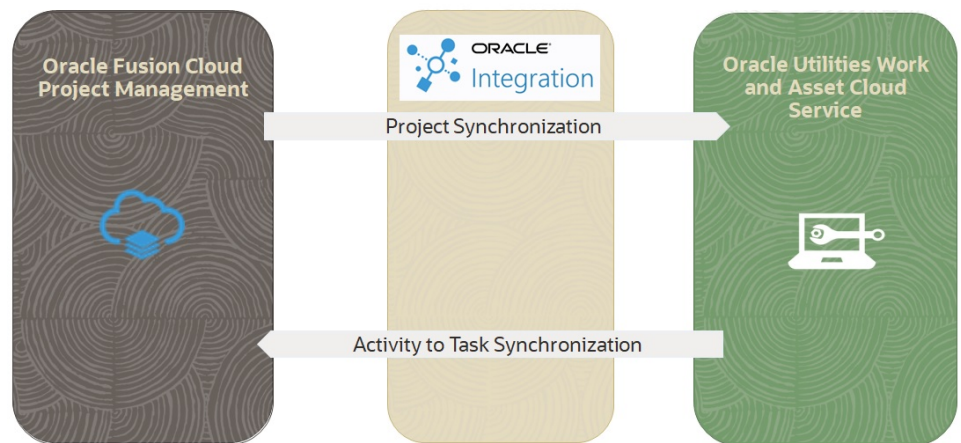 Oracle Fusion Cloud
Project Management
ORACLE
Integration
Oracle Utilities Work
and Asset Cloud
Service
Project Synchronization
Activity to Task Synchronization